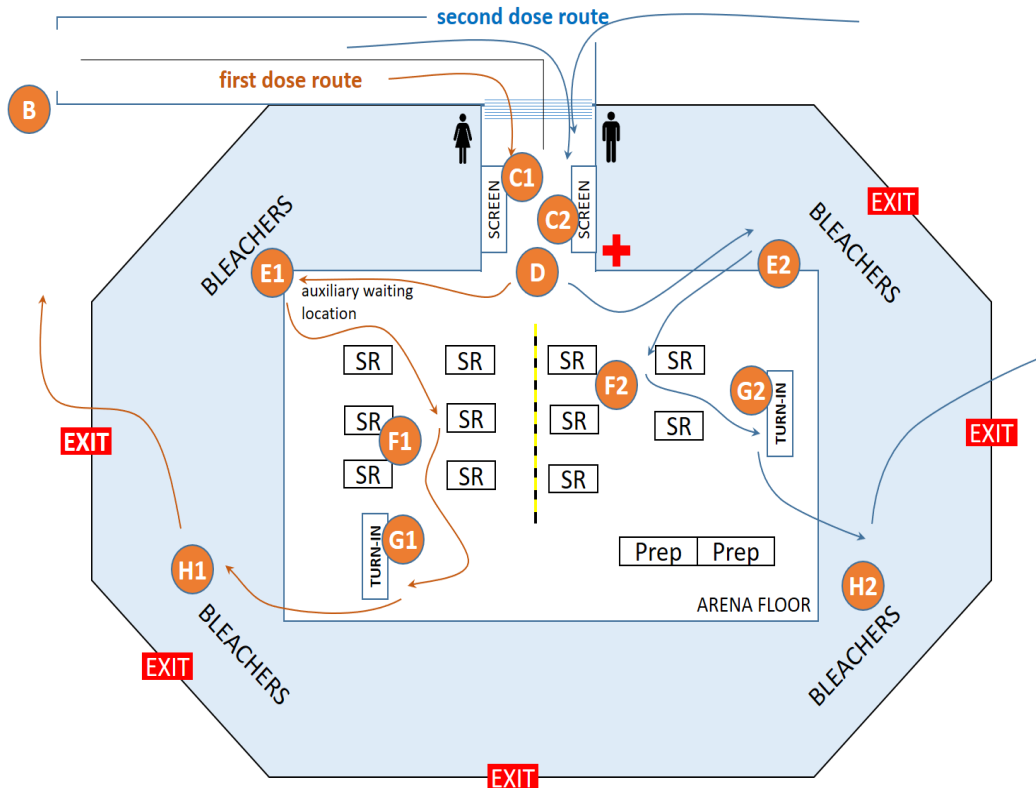 second dose route
first dose route
B
C1
SCREEN
C2
SCREEN
EXIT
BLEACHERS
BLEACHERS
E1
D
E2
auxiliary waiting
location
SR
SR
SR
SR
F2
G2
TURN-IN
SR
SR
SR
SR
F1
EXIT
EXIT
SR
SR
SR
G1
TURN-IN
Prep
Prep
H1
H2
ARENA FLOOR
BLEACHERS
BLEACHERS
EXIT
EXIT